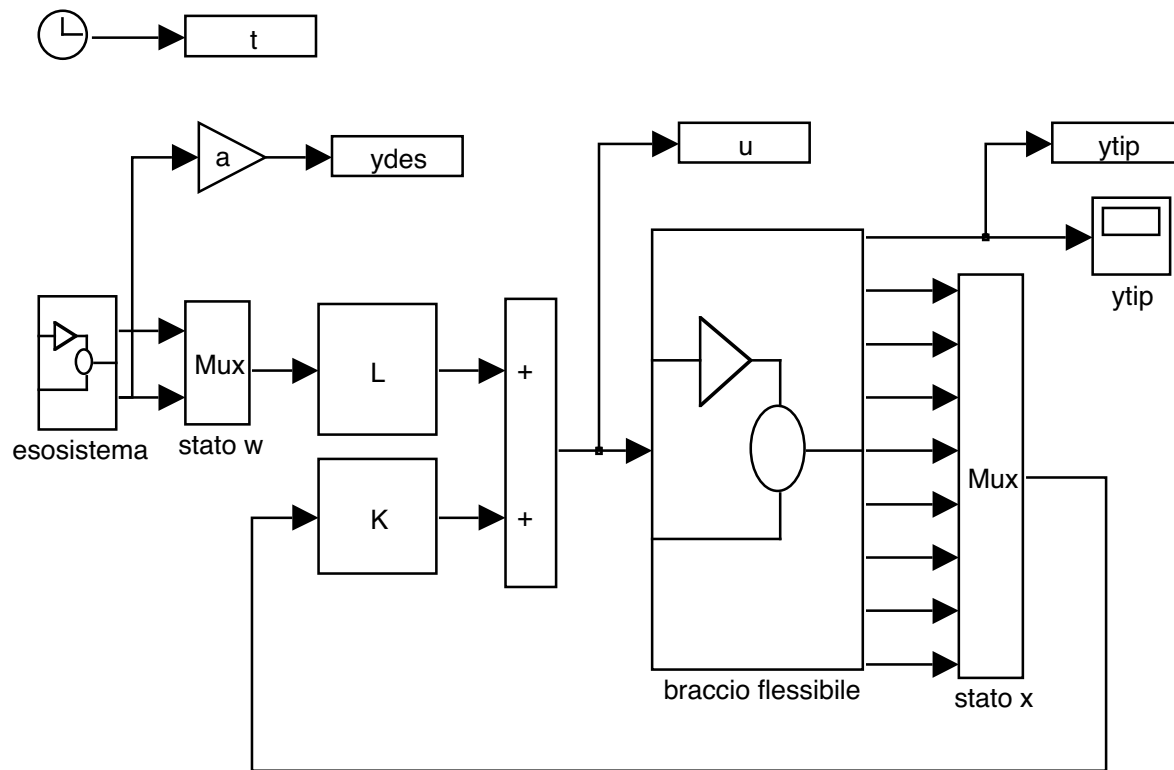 t
a
ydes
u
ytip
ytip
Mux
L
+
esosistema
stato w
K
+
Mux
braccio flessibile
stato x